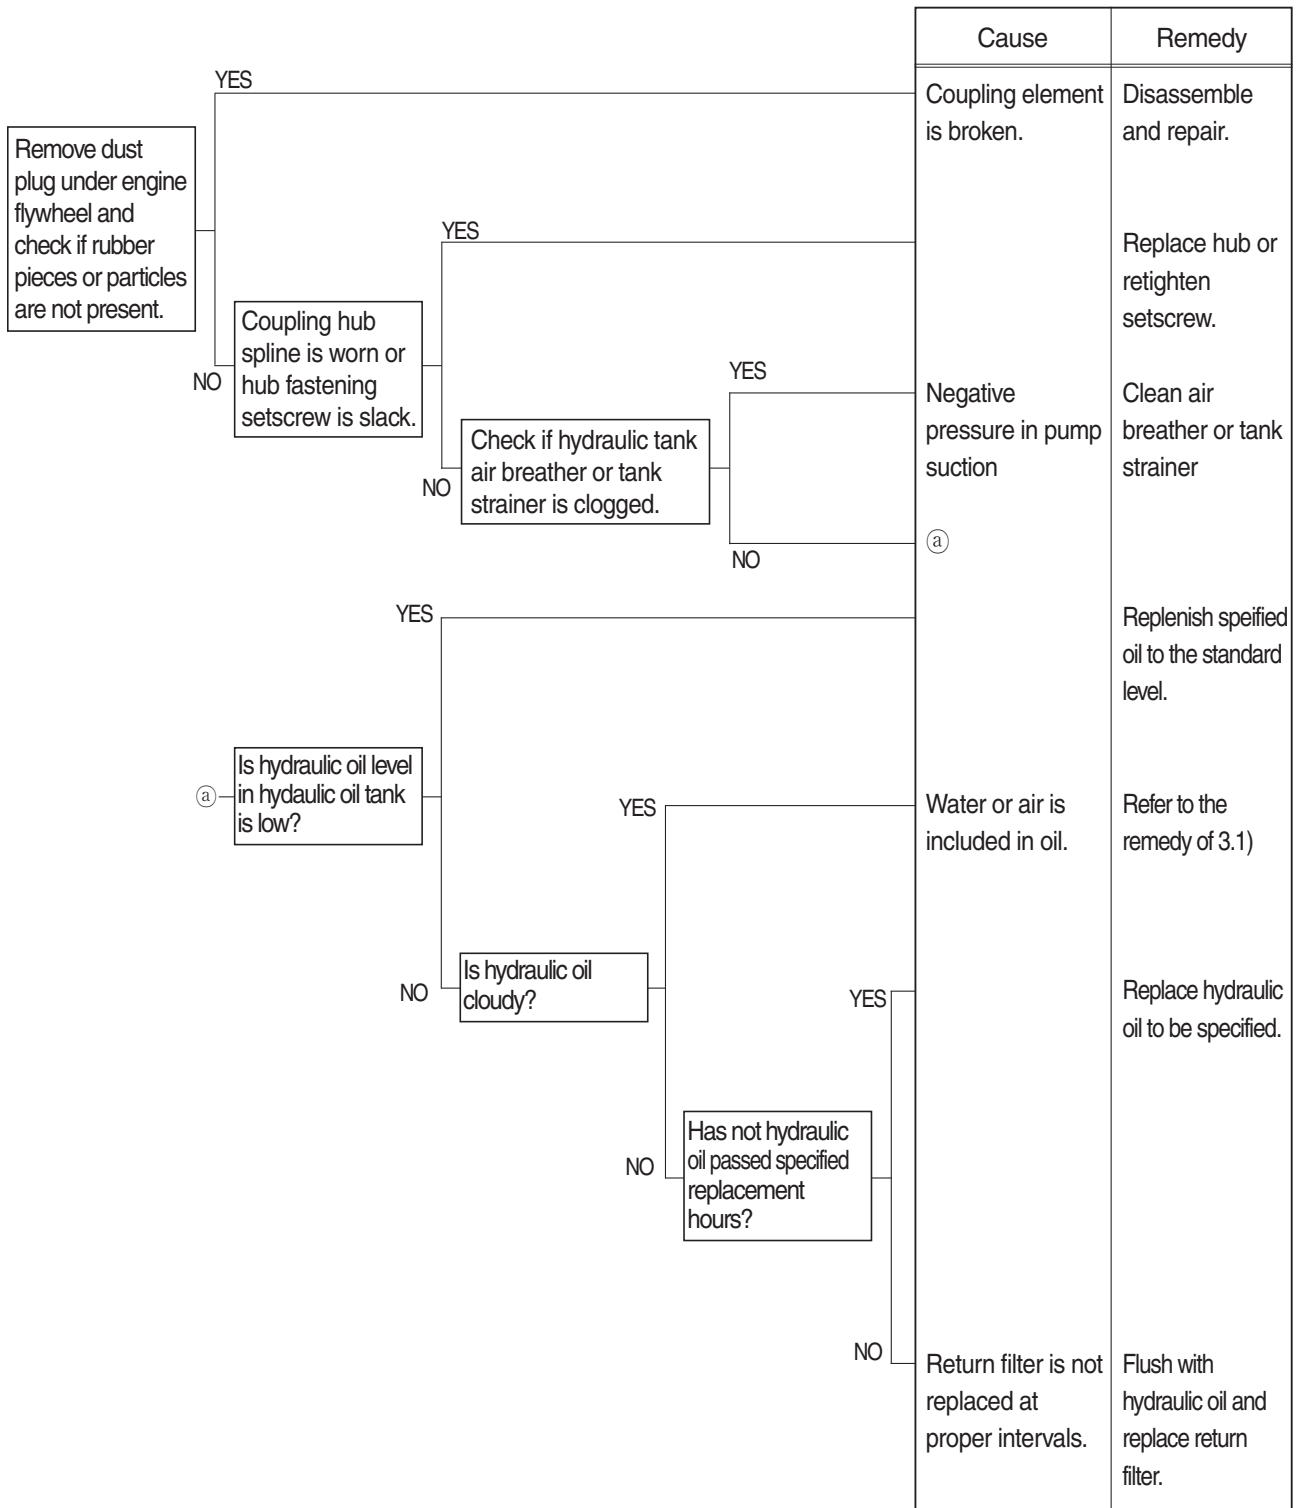 Cause
Remedy
YES
Coupling element
is broken.
Disassemble
and repair.
Remove dust
plug under engine
flywheel and
check if rubber
pieces or particles
are not present.
YES
Replace hub or
retighten
setscrew.
NO
Coupling hub
spline is worn or
hub fastening
setscrew is slack.
YES
Negative
pressure in pump
suction
Clean air
breather or tank
strainer
NO
Check if hydraulic tank
air breather or tank
strainer is clogged.
NO
ⓐ
YES
Replenish speified
oil to the standard
level.
ⓐ
Is hydraulic oil level
in hydaulic oil tank
is low?
YES
Water or air is
included in oil.
Refer to the
remedy of 3.1)
NO
Is hydraulic oil
cloudy?
YES
Replace hydraulic
oil to be specified.
NO
Has not hydraulic
oil passed specified
replacement
hours?
NO
Return filter is not
replaced at
proper intervals.
Flush with
hydraulic oil and
replace return
filter.